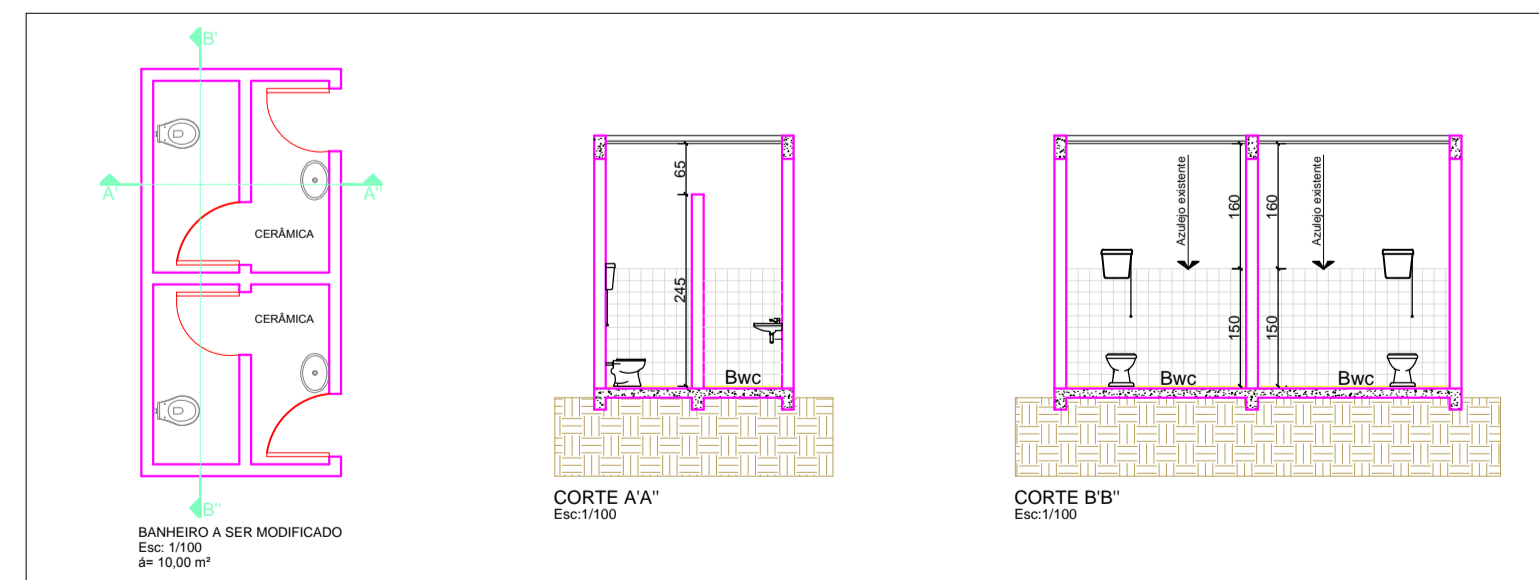 B'
A'
A"
CERÂMICA
CERÂMICA
B"
BANHEIRO A SER MODIFICADO
Esc: 1/100
á= 10,00 m²
65
245
Bwc
CORTE A'A"
Esc:1/100
Azulejo existente
160
160
Azulejo existente
150
150
Bwc
Bwc
CORTE B'B"
Esc:1/100